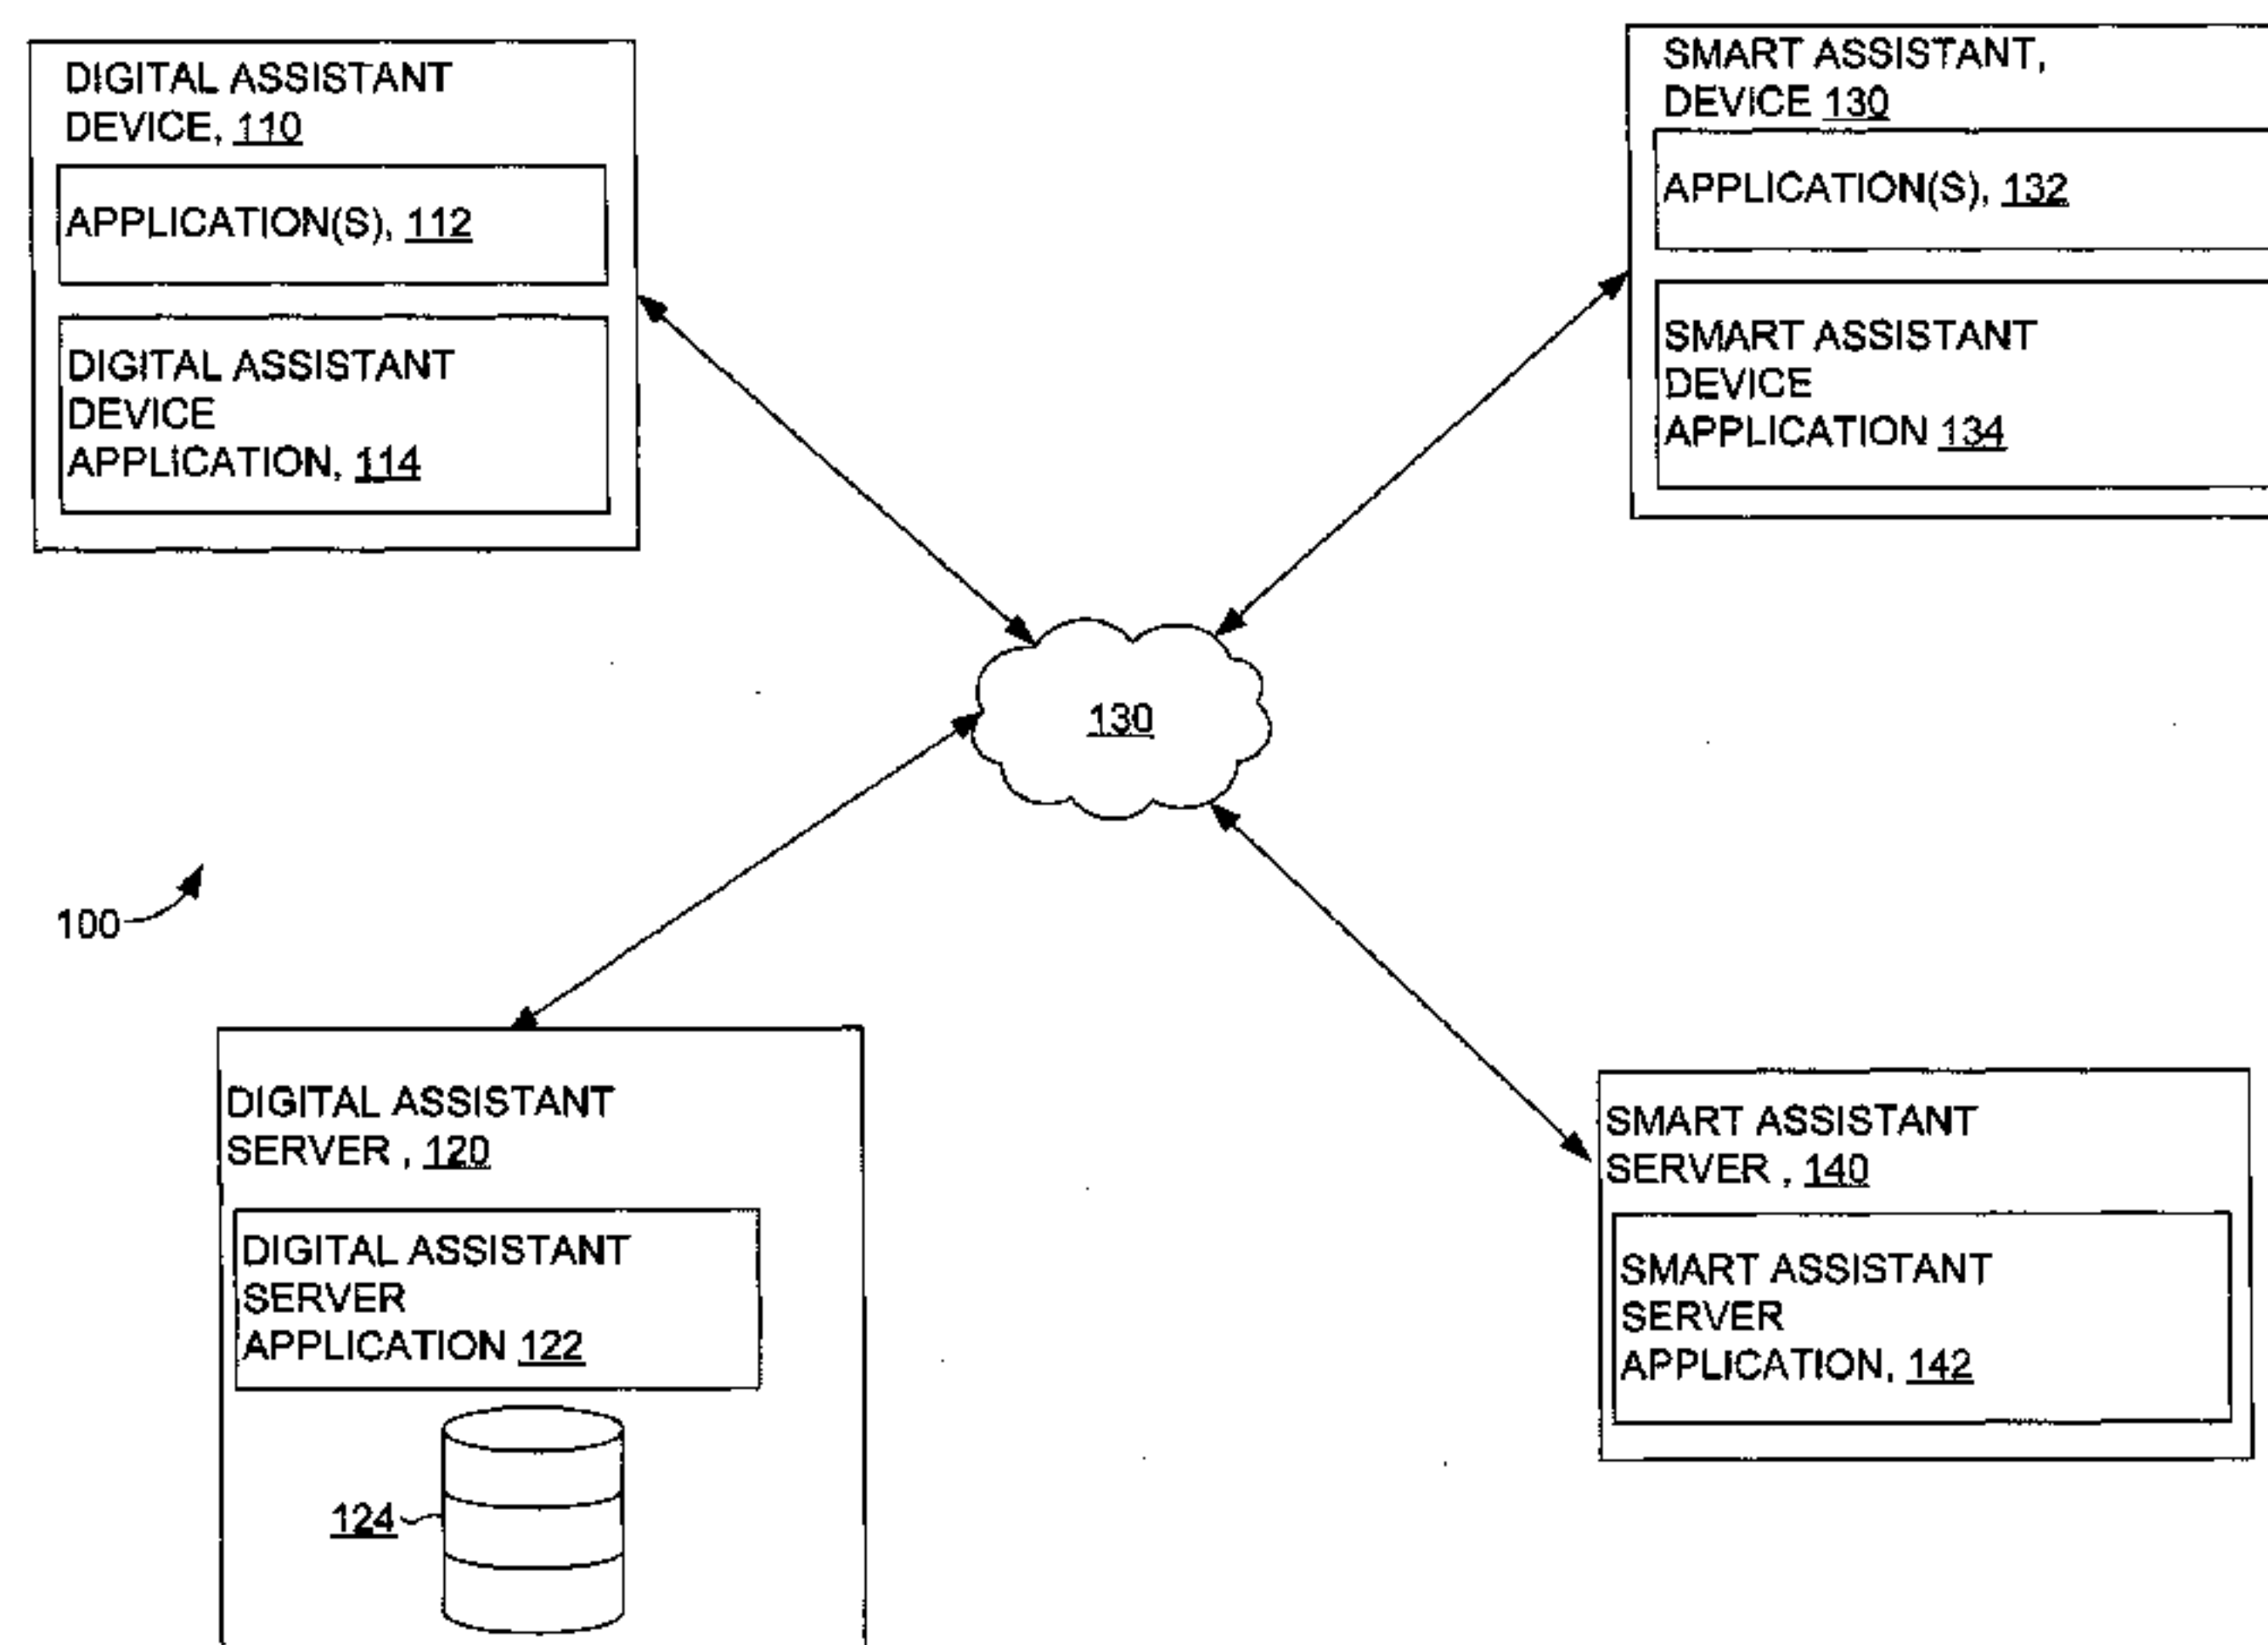 DIGITAL ASSISTANT
DEVICE, 110
APPLICATION(S), 112
DIGITAL ASSISTANT
DEVICE
APPLICATION, 114
SMART ASSISTANT,
DEVICE 130
APPLICATION(S), 132
SMART ASSISTANT
DEVICE
APPLICATION 134
130
100
DIGITAL ASSISTANT
SERVER , 120
DIGITAL ASSISTANT
SERVER
APPLICATION 122
124
SMART ASSISTANT
SERVER , 140
SMART ASSISTANT
SERVER
APPLICATION, 142